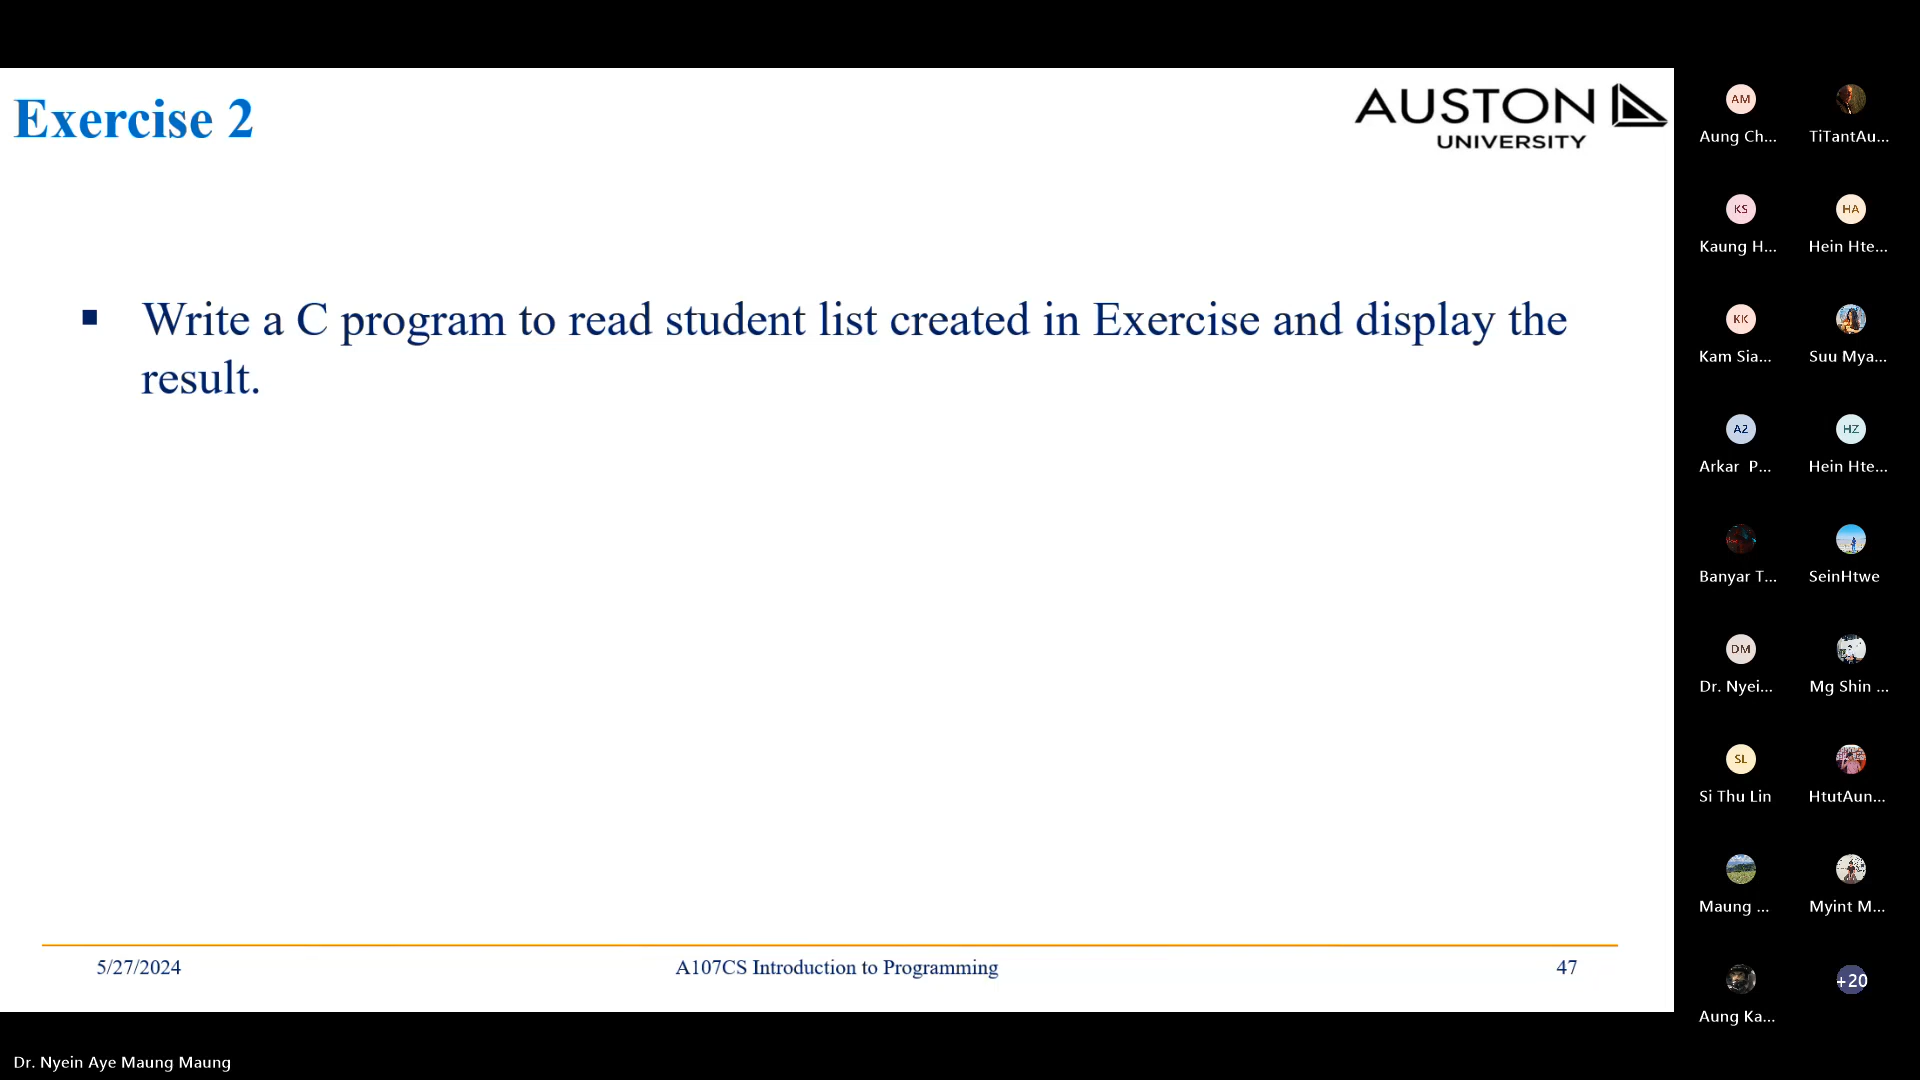 Exercise 2
AUSTON
UNIVERSITY
▪ Write a C program to read student list created in Exercise and display the
result.
5/27/2024
A107CS Introduction to Programming
47
Dr. Nyein Aye Maung Maung
AM
Aung Ch...
TiTantAu...
KS
Kaung H...
HA
Hein Hte...
KK
Kam Sia...
Suu Mya...
A2
Arkar P...
HZ
Hein Hte...
Banyar T...
SeinHtwe
DM
Dr. Nyei...
Mg Shin ...
SL
Si Thu Lin
HtutAun...
Maung ...
Myint M...
Aung Ka...
+20